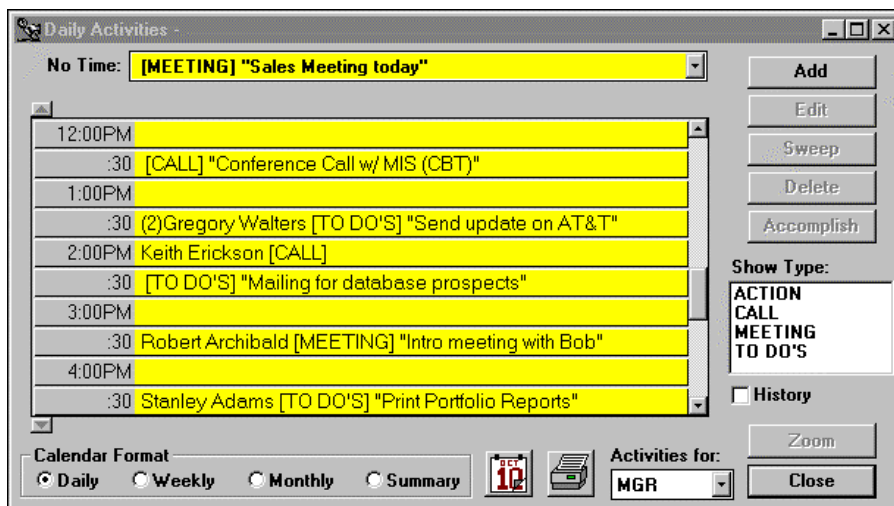 Daily Activities -
No Time: [MEETING] "Sales Meeting today"
Add
Edit
Sweep
Delete
Accomplish
12:00PM
:30 [CALL] "Conference Call w/ MIS (CBT)"
1:00PM
:30 (2)Gregory Walters [TO DO'S] "Send update on AT&T"
2:00PM Keith Erickson [CALL]
:30 [TO DO'S] "Mailing for database prospects"
3:00PM
:30 Robert Archibald [MEETING] "Intro meeting with Bob"
4:00PM
:30 Stanley Adams [TO DO'S] "Print Portfolio Reports"
Show Type:
ACTION
CALL
MEETING
TO DO'S
History
Calendar Format
Daily Weekly Monthly Summary
OCT
10
Activities for:
MGR
Zoom
Close